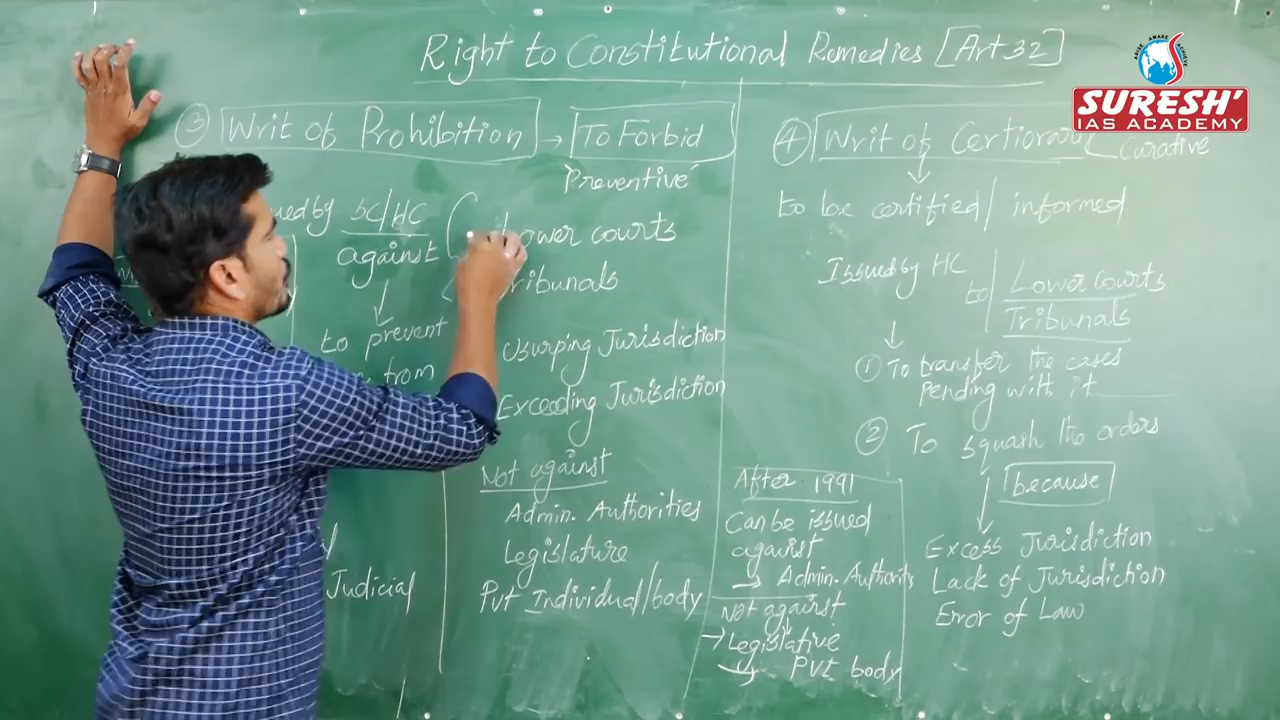 Right to Constitutional Remedies [Art 32]
ARISE AWARE ACHIEVE
SURESH'
IAS ACADEMY
③ Writ of Prohibition → To Forbid
Preventive
SC/HC
against
Lower courts
Tribunals
to prevent
from
Usurping Jurisdiction
Exceeding Jurisdiction
Not against
Admin. Authorities
Legislature
Pvt Individual/body
Judicial
④ Writ of Certiorari
Curative
to be certified/informed
Issued by HC to
Lower courts
Tribunals
① To transfer the cases
pending with it
② To squash the orders
because
Excess Jurisdiction
Lack of Jurisdiction
Error of Law
After 1991
Can be issued
against
→ Admin. Authority
Not against
→ Legislative
→ Pvt body